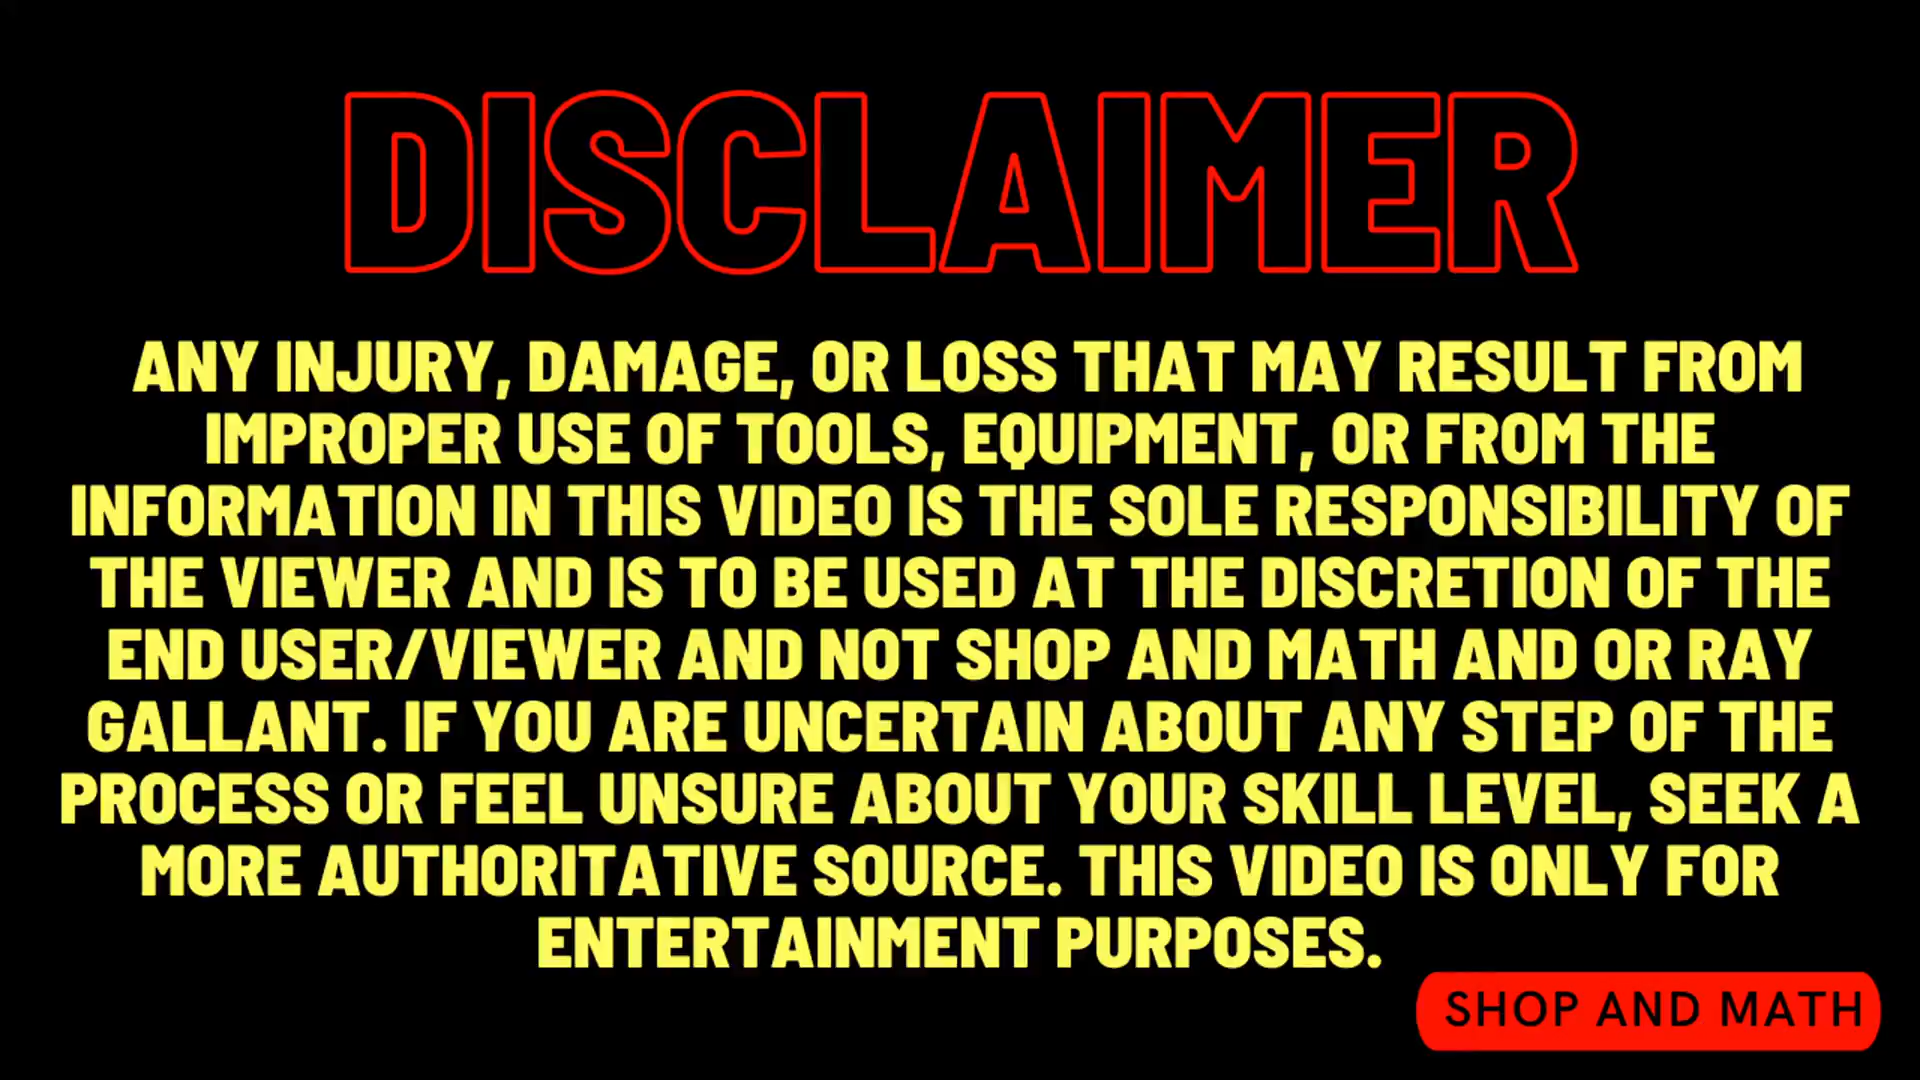 DISCLAIMER
ANY INJURY, DAMAGE, OR LOSS THAT MAY RESULT FROM
IMPROPER USE OF TOOLS, EQUIPMENT, OR FROM THE
INFORMATION IN THIS VIDEO IS THE SOLE RESPONSIBILITY OF
THE VIEWER AND IS TO BE USED AT THE DISCRETION OF THE
END USER/VIEWER AND NOT SHOP AND MATH AND OR RAY
GALLANT. IF YOU ARE UNCERTAIN ABOUT ANY STEP OF THE
PROCESS OR FEEL UNSURE ABOUT YOUR SKILL LEVEL, SEEK A
MORE AUTHORITATIVE SOURCE. THIS VIDEO IS ONLY FOR
ENTERTAINMENT PURPOSES.
SHOP AND MATH